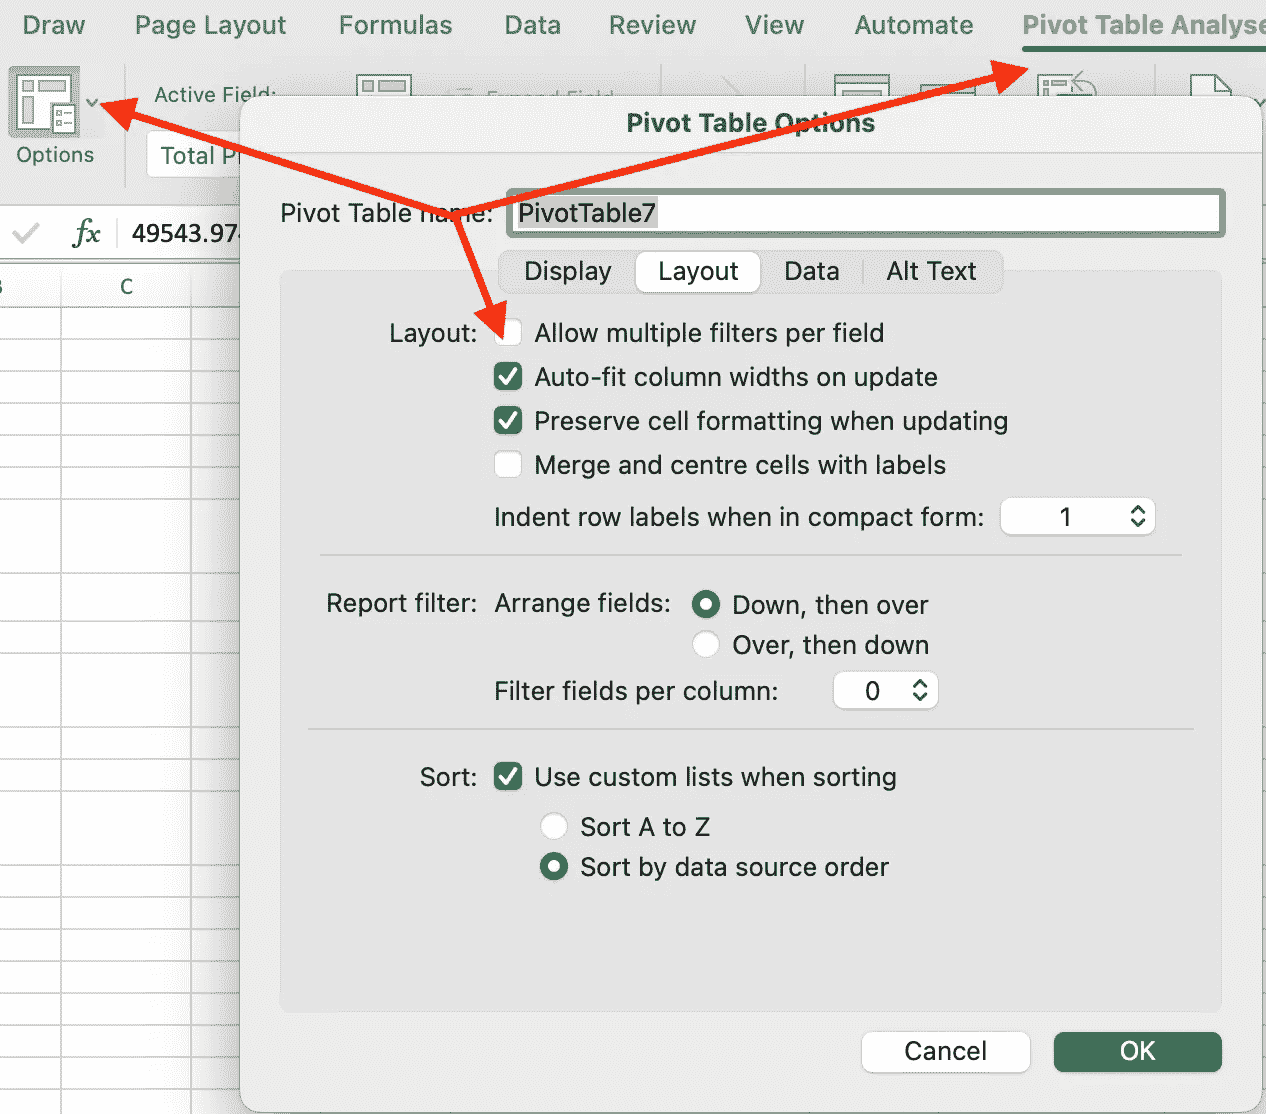 Draw Page Layout Formulas Data Review View Automate Pivot Table Analyse
Active Field:
Options
Total P
Pivot Table Options
Pivot Table name: PivotTable7
fx 49543.974
C
Display Layout Data Alt Text
Layout: Allow multiple filters per field
Auto-fit column widths on update
Preserve cell formatting when updating
Merge and centre cells with labels
Indent row labels when in compact form: 1
Report filter: Arrange fields: Down, then over
Over, then down
Filter fields per column: 0
Sort: Use custom lists when sorting
Sort A to Z
Sort by data source order
Cancel OK